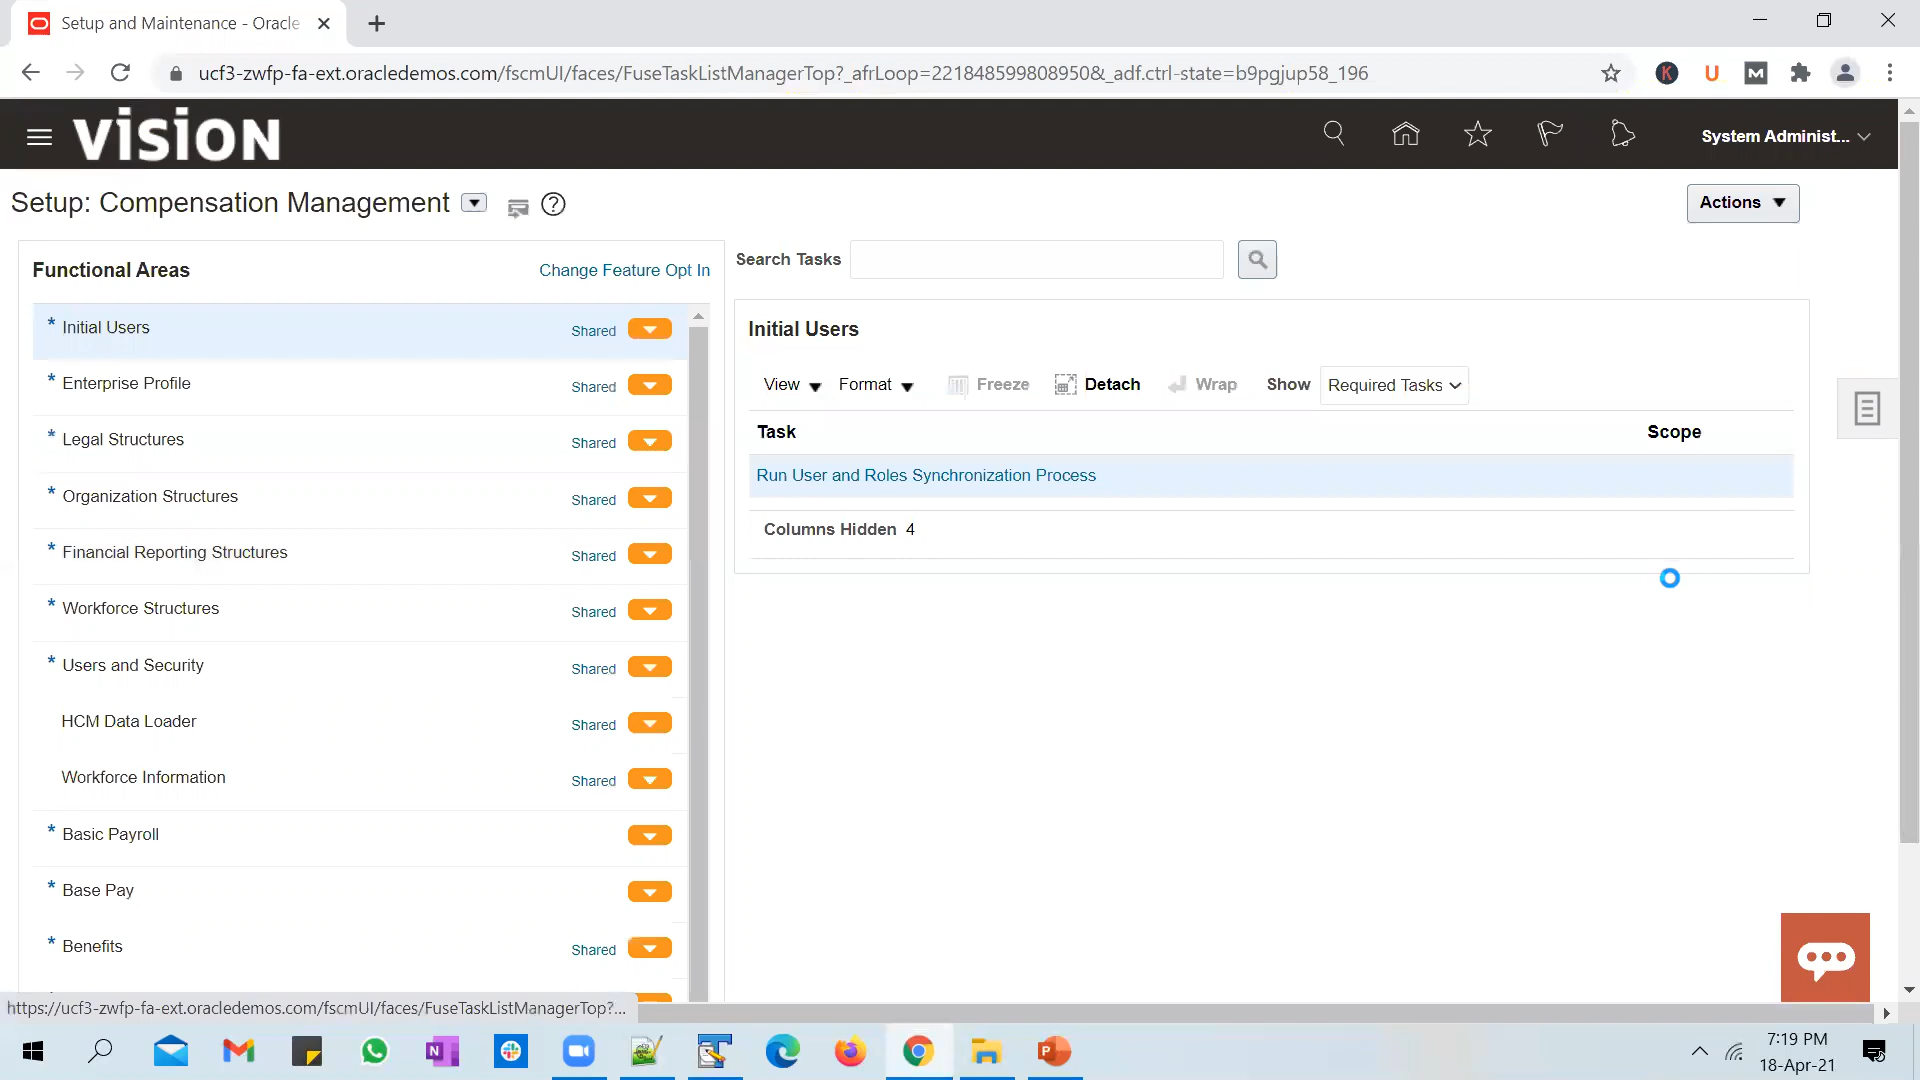 Setup and Maintenance - Oracle
ucf3-zwfp-fa-ext.oracledemos.com/fscmUI/faces/FuseTaskListManagerTop?_afrLoop=221848599808950&_adf.ctrl-state=b9pgjup58_196
K U M
VISION
System Administ...
Setup: Compensation Management
Actions
Functional Areas
Change Feature Opt In
Search Tasks
* Initial Users Shared
* Enterprise Profile Shared
* Legal Structures Shared
* Organization Structures Shared
* Financial Reporting Structures Shared
* Workforce Structures Shared
* Users and Security Shared
HCM Data Loader Shared
Workforce Information Shared
* Basic Payroll
* Base Pay
* Benefits Shared
Initial Users
View Format Freeze Detach Wrap Show Required Tasks
Task Scope
Run User and Roles Synchronization Process
Columns Hidden 4
https://ucf3-zwfp-fa-ext.oracledemos.com/fscmUI/faces/FuseTaskListManagerTop?...
7:19 PM
18-Apr-21